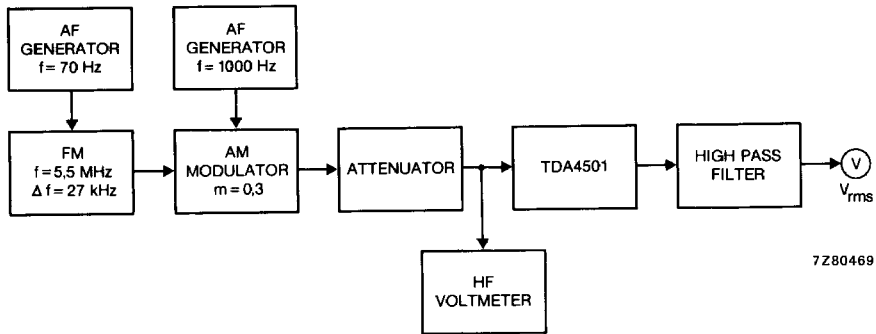 AF
GENERATOR
f = 70 Hz
AF
GENERATOR
f = 1000 Hz
FM
f = 5,5 MHz
Δ f = 27 kHz
AM
MODULATOR
m = 0,3
ATTENUATOR
TDA4501
HIGH PASS
FILTER
V
Vrms
HF
VOLTMETER
7Z80469